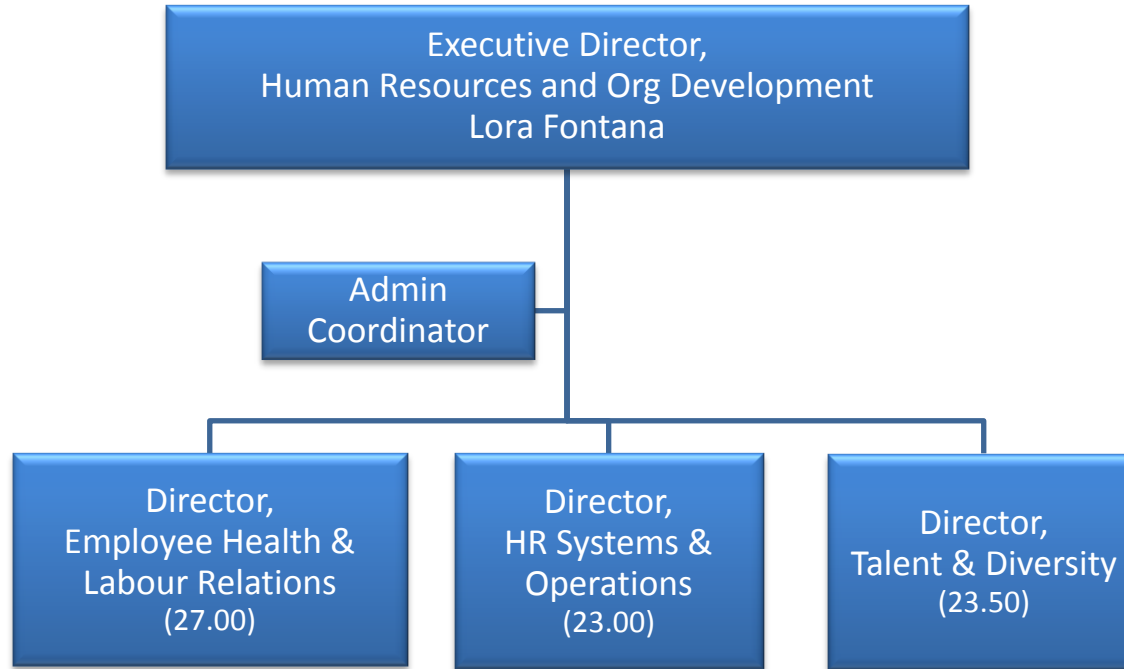 Executive Director,
Human Resources and Org Development
Lora Fontana
Admin
Coordinator
Director,
Employee Health &
Labour Relations
(27.00)
Director,
HR Systems &
Operations
(23.00)
Director,
Talent & Diversity
(23.50)